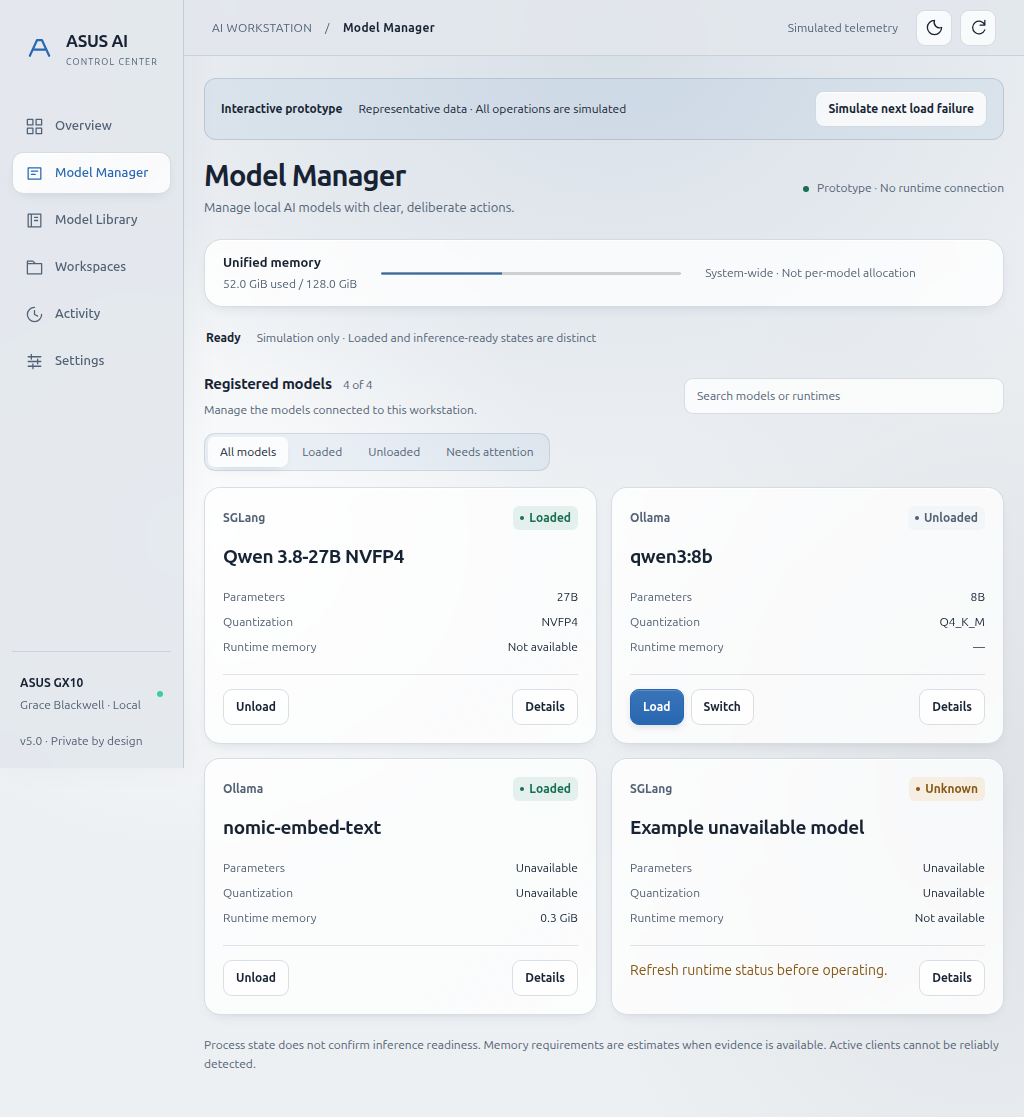 ASUS AI
CONTROL CENTER
Overview
Model Manager
Model Library
Workspaces
Activity
Settings
ASUS GX10
Grace Blackwell · Local
v5.0 · Private by design
AI WORKSTATION / Model Manager
Simulated telemetry
Interactive prototype Representative data · All operations are simulated
Simulate next load failure
Model Manager
Manage local AI models with clear, deliberate actions.
Prototype · No runtime connection
Unified memory
52.0 GiB used / 128.0 GiB
System-wide · Not per-model allocation
Ready Simulation only · Loaded and inference-ready states are distinct
Registered models 4 of 4
Manage the models connected to this workstation.
Search models or runtimes
All models Loaded Unloaded Needs attention
SGLang • Loaded
Qwen 3.8-27B NVFP4
Parameters 27B
Quantization NVFP4
Runtime memory Not available
Unload Details
Ollama • Unloaded
qwen3:8b
Parameters 8B
Quantization Q4_K_M
Runtime memory —
Load Switch Details
Ollama • Loaded
nomic-embed-text
Parameters Unavailable
Quantization Unavailable
Runtime memory 0.3 GiB
Unload Details
SGLang • Unknown
Example unavailable model
Parameters Unavailable
Quantization Unavailable
Runtime memory Not available
Refresh runtime status before operating. Details
Process state does not confirm inference readiness. Memory requirements are estimates when evidence is available. Active clients cannot be reliably
detected.